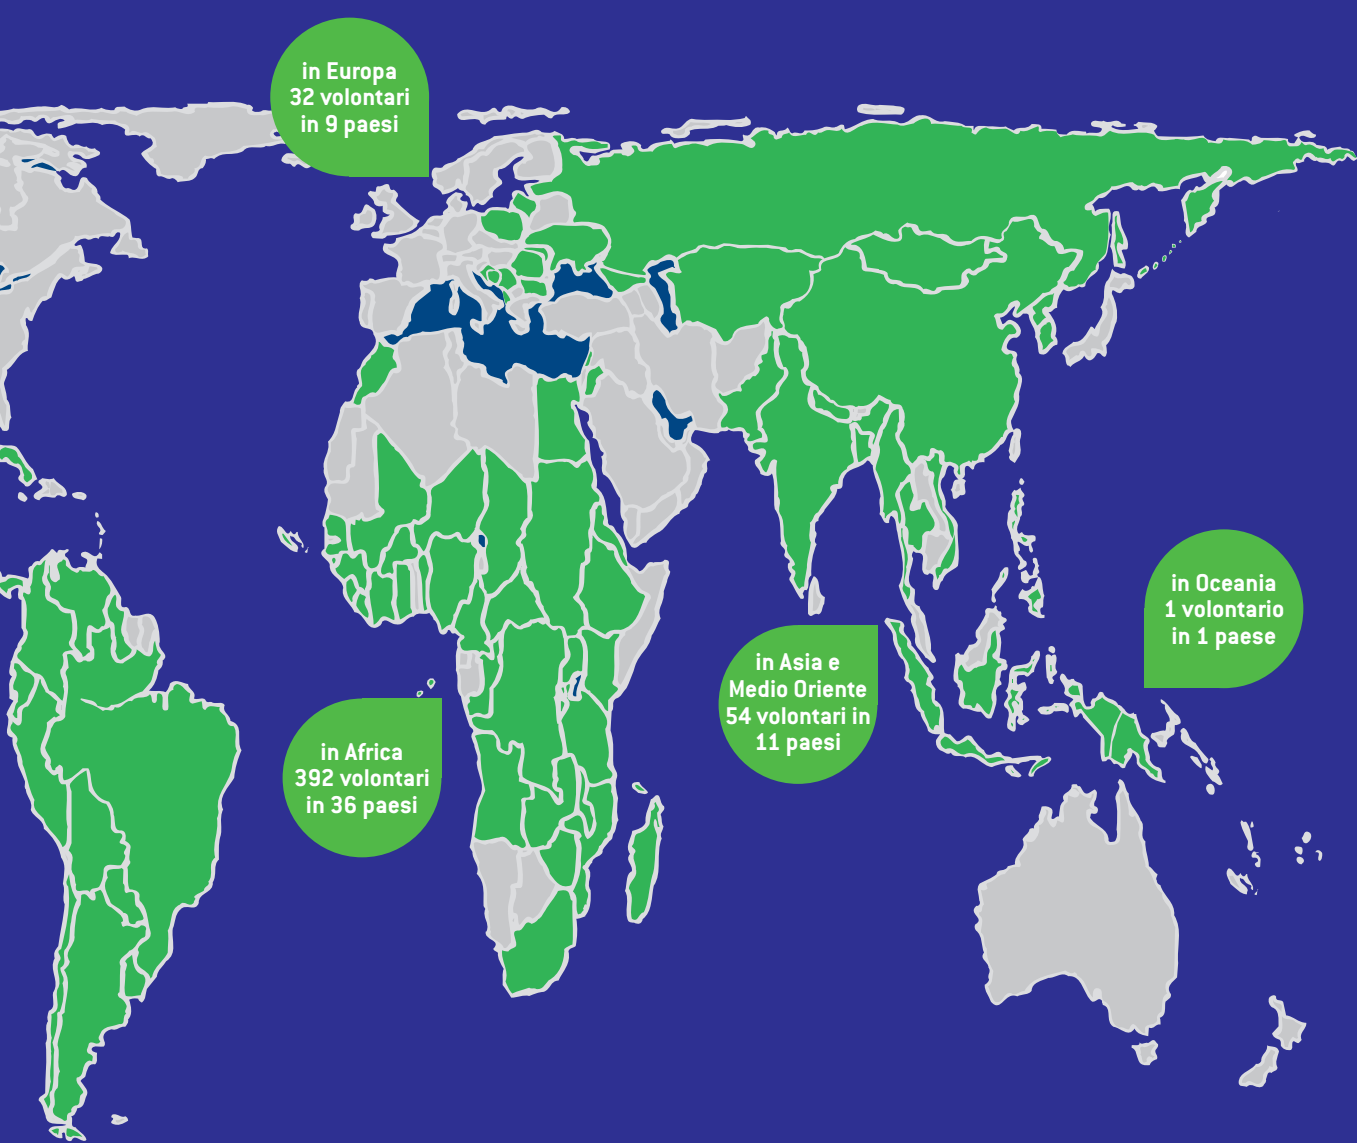 in Europa
32 volontari
in 9 paesi
in Africa
392 volontari
in 36 paesi
in Asia e
Medio Oriente
54 volontari in
11 paesi
in Oceania
1 volontario
in 1 paese